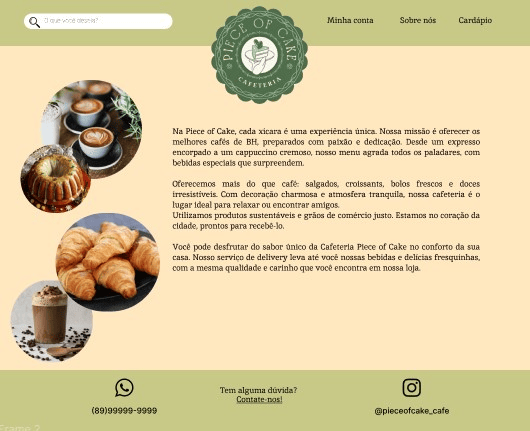 O que você deseja?
PIECE OF CAKE
CAFETERIA
Minha conta
Sobre nós
Cardápio
Na Piece of Cake, cada xícara é uma experiência única. Nossa missão é oferecer os
melhores cafés de BH, preparados com paixão e dedicação. Desde um expresso
encorpado a um cappuccino cremoso, nosso menu agrada todos os paladares, com
bebidas especiais que surpreendem.
Oferecemos mais do que café: salgados, croissants, bolos frescos e doces
irresistíveis. Com decoração charmosa e atmosfera tranquila, nossa cafeteria é o
lugar ideal para relaxar ou encontrar amigos.
Utilizamos produtos sustentáveis e grãos de comércio justo. Estamos no coração da
cidade, prontos para recebê-lo.
Você pode desfrutar do sabor único da Cafeteria Piece of Cake no conforto da sua
casa. Nosso serviço de delivery leva até você nossas bebidas e delícias fresquinhas,
com a mesma qualidade e carinho que você encontra em nossa loja.
(89)99999-9999
Tem alguma dúvida?
Contate-nos!
@pieceofcake_cafe
Frame 2